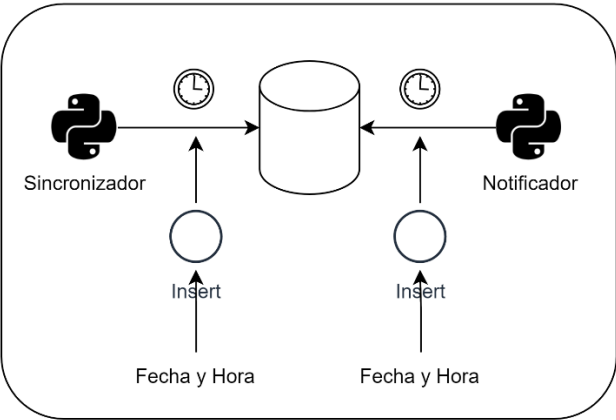 Sincronizador
Notificador
Insert
Insert
Fecha y Hora
Fecha y Hora